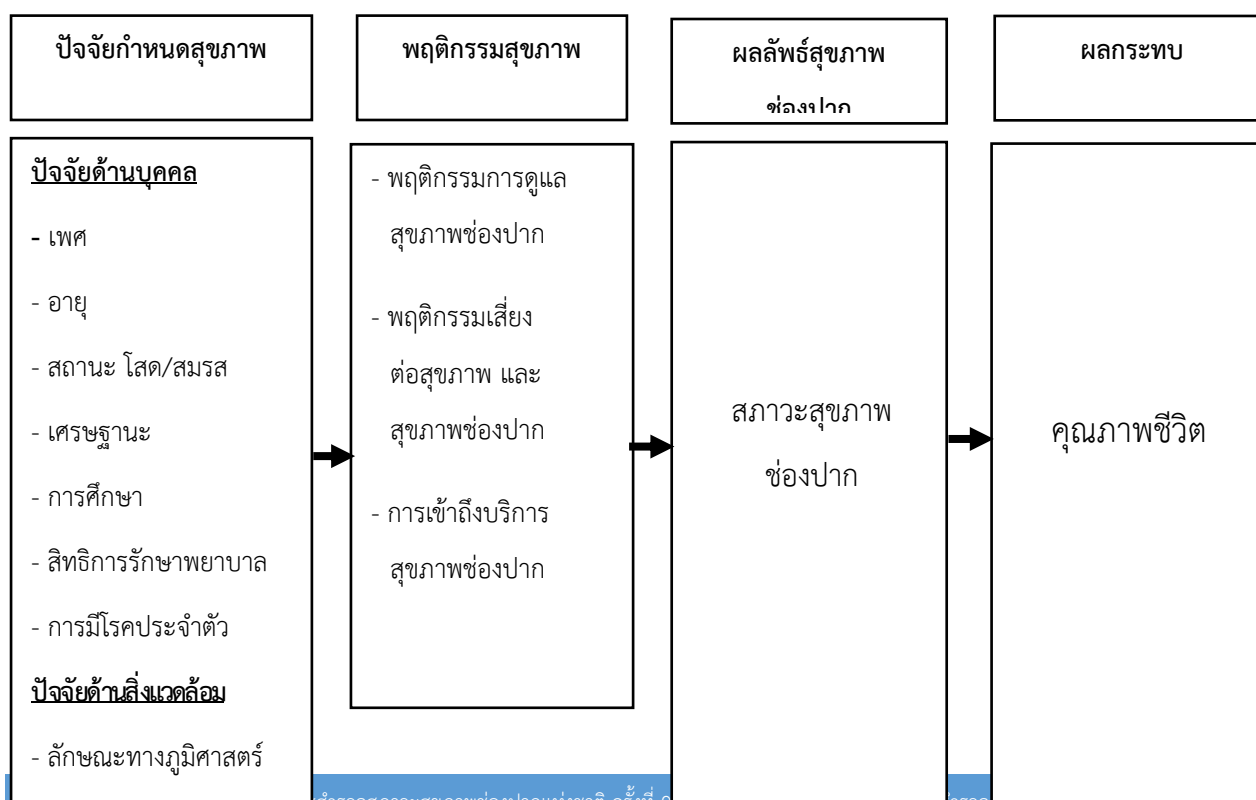 ปัจจัยกำหนดสุขภาพ
พฤติกรรมสุขภาพ
ผลลัพธ์สุขภาพ
ช่องปาก
ผลกระทบ
ปัจจัยด้านบุคคล
- เพศ
- อายุ
- สถานะ โสด/สมรส
- เศรษฐานะ
- การศึกษา
- สิทธิการรักษาพยาบาล
- การมีโรคประจำตัว
ปัจจัยด้านสิ่งแวดล้อม
- ลักษณะทางภูมิศาสตร์
- พฤติกรรมการดูแล
สุขภาพช่องปาก
- พฤติกรรมเสี่ยง
ต่อสุขภาพ และ
สุขภาพช่องปาก
- การเข้าถึงบริการ
สุขภาพช่องปาก
สภาวะสุขภาพ
ช่องปาก
คุณภาพชีวิต